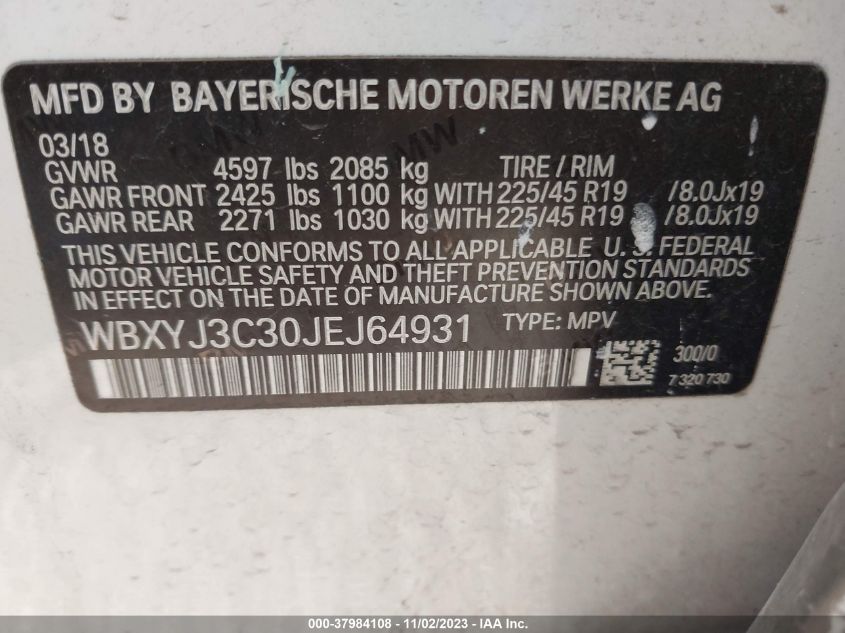 MFD BY BAYERISCHE MOTOREN WERKE AG
03/18
GVWR 4597 lbs 2085 kg TIRE / RIM
GAWR FRONT 2425 lbs 1100 kg WITH 225/45 R19 /8.0Jx19
GAWR REAR 2271 lbs 1030 kg WITH 225/45 R19 /8.0Jx19
THIS VEHICLE CONFORMS TO ALL APPLICABLE U. S. FEDERAL
MOTOR VEHICLE SAFETY AND THEFT PREVENTION STANDARDS
IN EFFECT ON THE DATE OF MANUFACTURE SHOWN ABOVE.
WBXYJ3C30JEJ64931 TYPE: MPV
300/0
7 320 730
000-37984108 - 11/02/2023 - IAAI.com